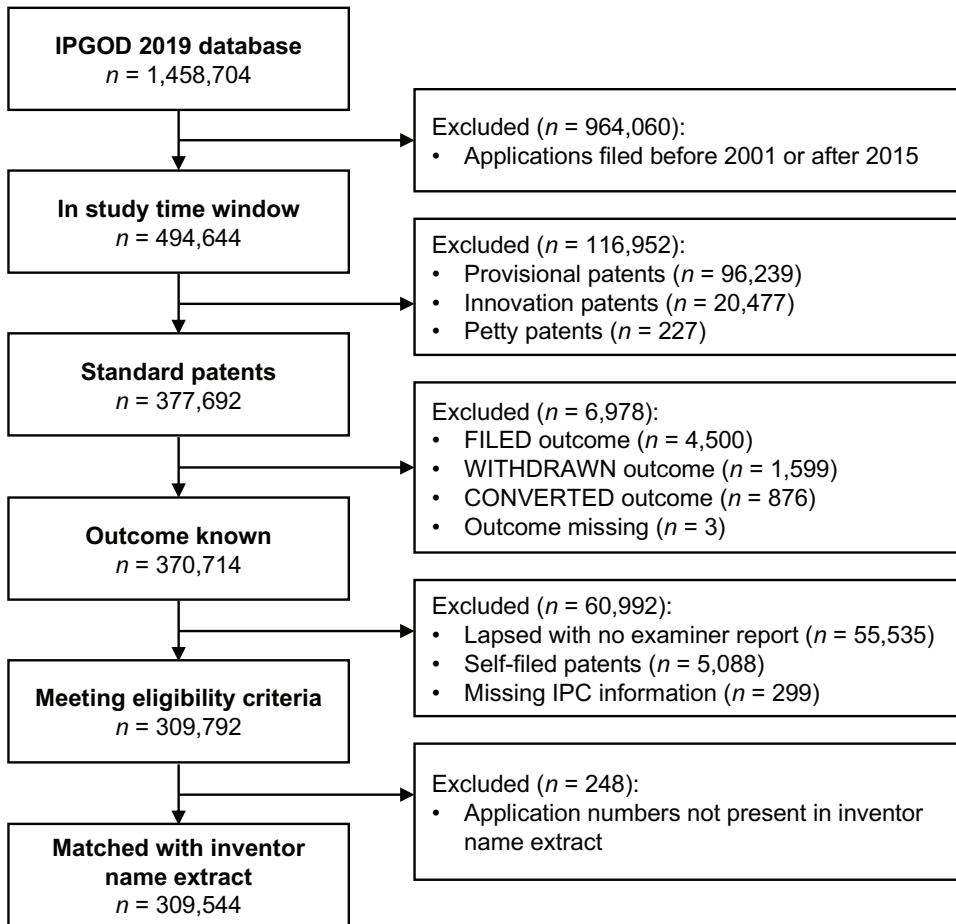 IPGOD 2019 database
n = 1,458,704
Excluded (n = 964,060):
• Applications filed before 2001 or after 2015
In study time window
n = 494,644
Excluded (n = 116,952):
• Provisional patents (n = 96,239)
• Innovation patents (n = 20,477)
• Petty patents (n = 227)
Standard patents
n = 377,692
Excluded (n = 6,978):
• FILED outcome (n = 4,500)
• WITHDRAWN outcome (n = 1,599)
• CONVERTED outcome (n = 876)
• Outcome missing (n = 3)
Outcome known
n = 370,714
Excluded (n = 60,992):
• Lapsed with no examiner report (n = 55,535)
• Self-filed patents (n = 5,088)
• Missing IPC information (n = 299)
Meeting eligibility criteria
n = 309,792
Excluded (n = 248):
• Application numbers not present in inventor
name extract
Matched with inventor
name extract
n = 309,544